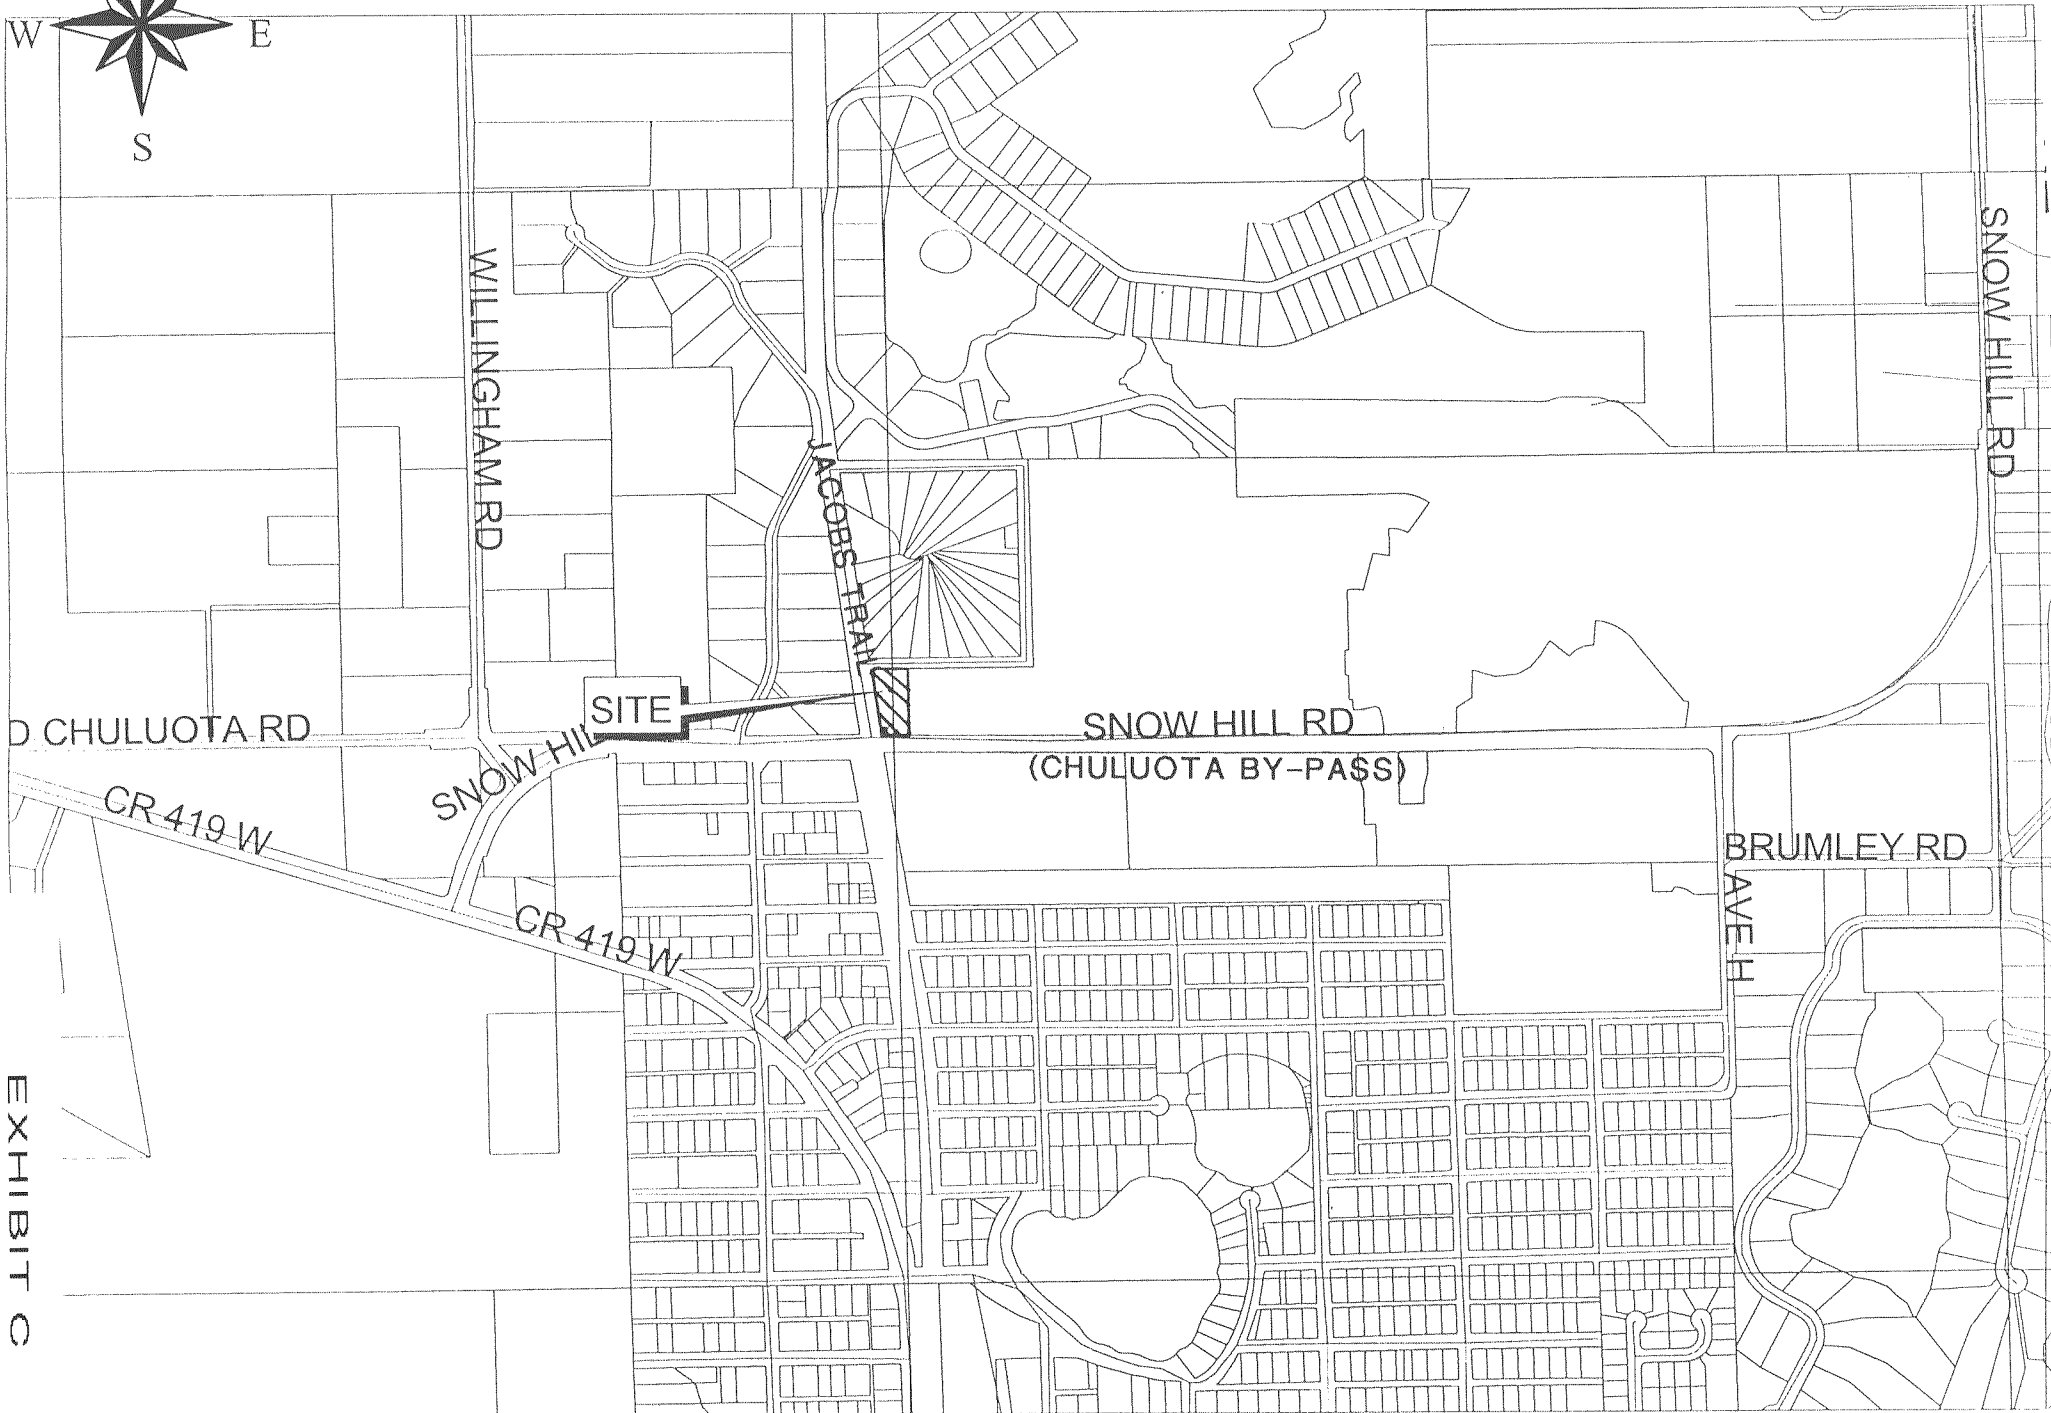 W E
S
WILLINGHAM RD
SNOW HILL RD
JACOBS TRAIL
SITE
D CHULUOTA RD
SNOW HIL
SNOW HILL RD
(CHULUOTA BY-PASS)
CR 419 W
BRUMLEY RD
AVE H
CR 419 W
EXHIBIT C